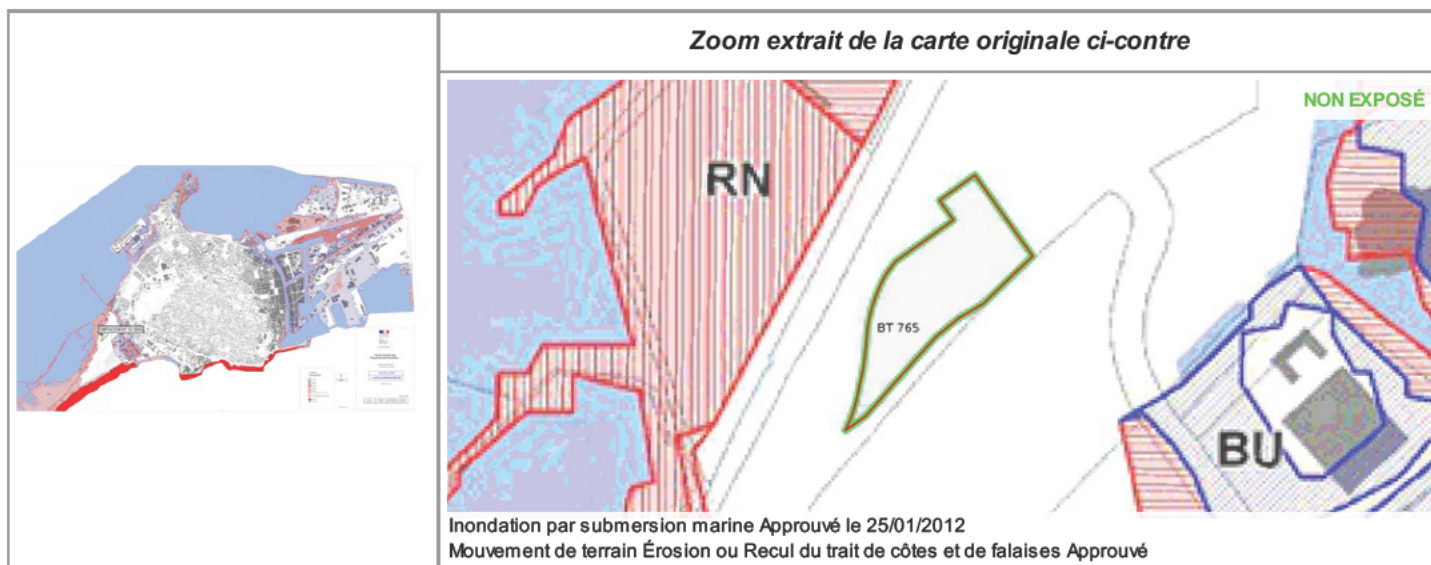 Zoom extrait de la carte originale ci-contre
NON EXPOSÉ
RN
BT 765
BU
Inondation par submersion marine Approuvé le 25/01/2012
Mouvement de terrain Érosion ou Recul du trait de côtes et de falaises Approuvé